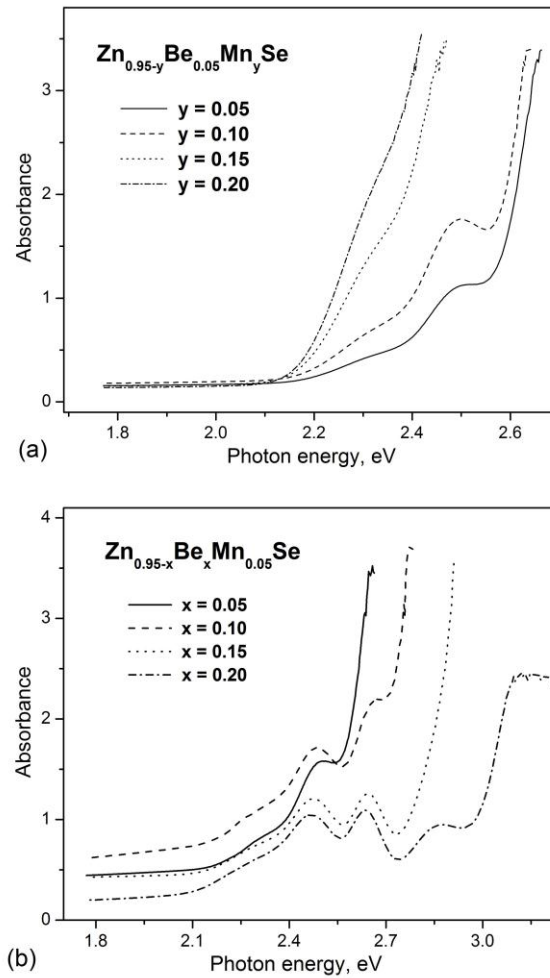 Zn0.95-yBe0.05MnySe
y = 0.05
y = 0.10
y = 0.15
y = 0.20
Absorbance
3
2
1
0
1.8 2.0 2.2 2.4 2.6
Photon energy, eV
(a)
Zn0.95-xBexMn0.05Se
x = 0.05
x = 0.10
x = 0.15
x = 0.20
Absorbance
4
3
2
1
0
1.8 2.1 2.4 2.7 3.0
Photon energy, eV
(b)